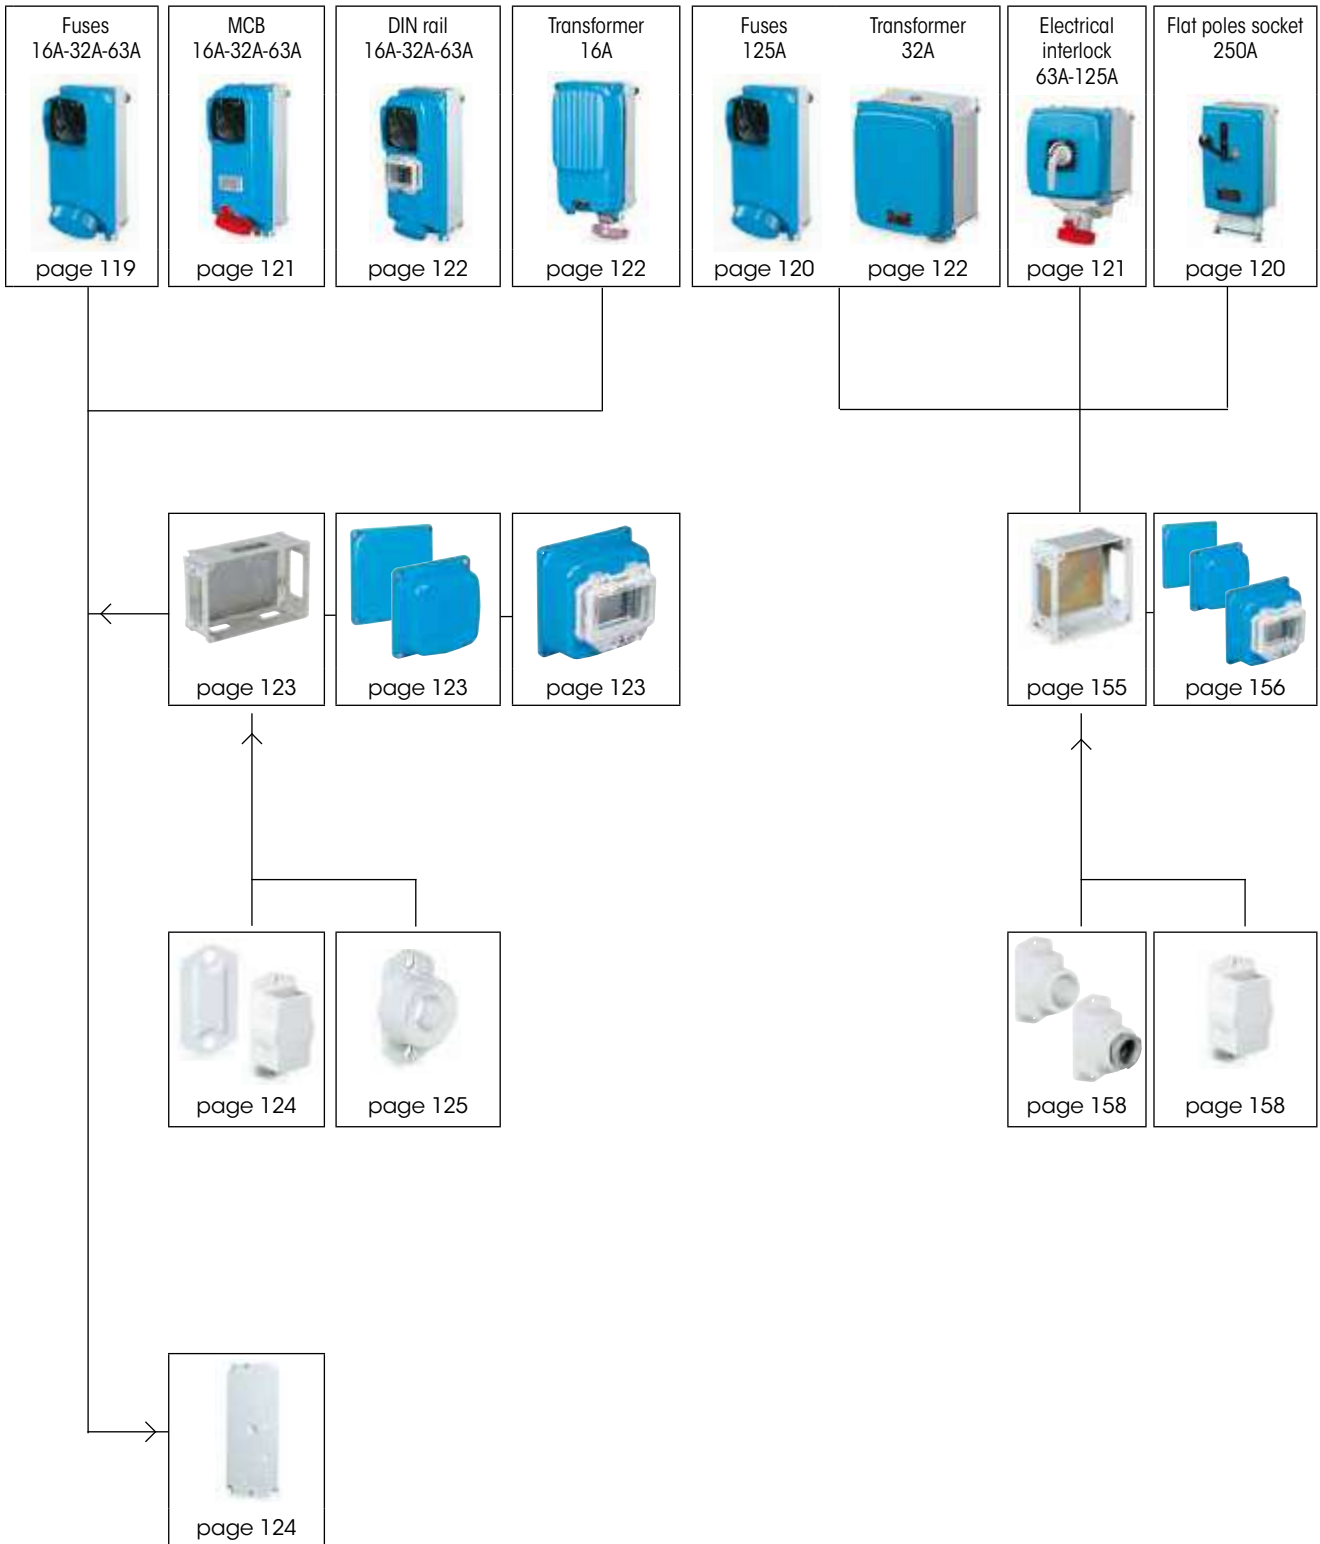 Fuses
16A-32A-63A
page 119
MCB
16A-32A-63A
page 121
DIN rail
16A-32A-63A
page 122
Transformer
16A
page 122
Fuses
125A
page 120
Transformer
32A
page 122
Electrical
interlock
63A-125A
page 121
Flat poles socket
250A
page 120
page 123
page 123
page 123
page 155
page 156
page 124
page 125
page 158
page 158
page 124